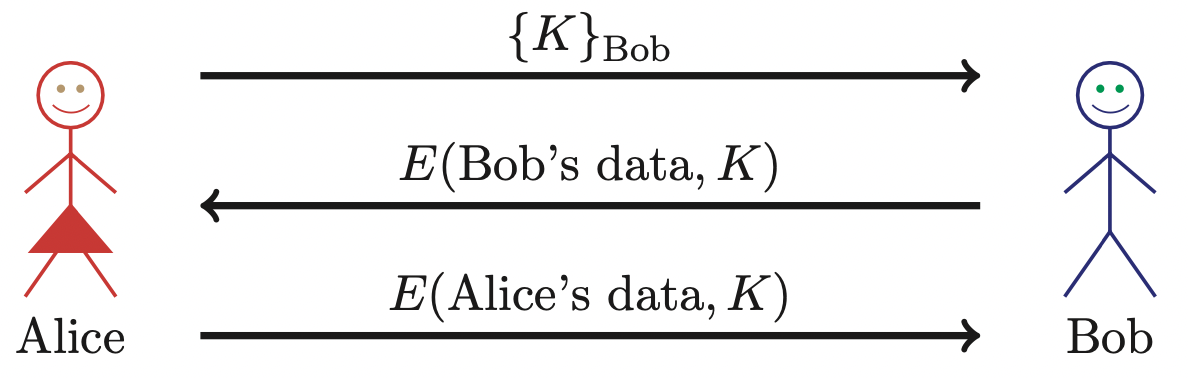 {K}Bob
E(Bob’s data, K)
E(Alice’s data, K)
Alice
Bob